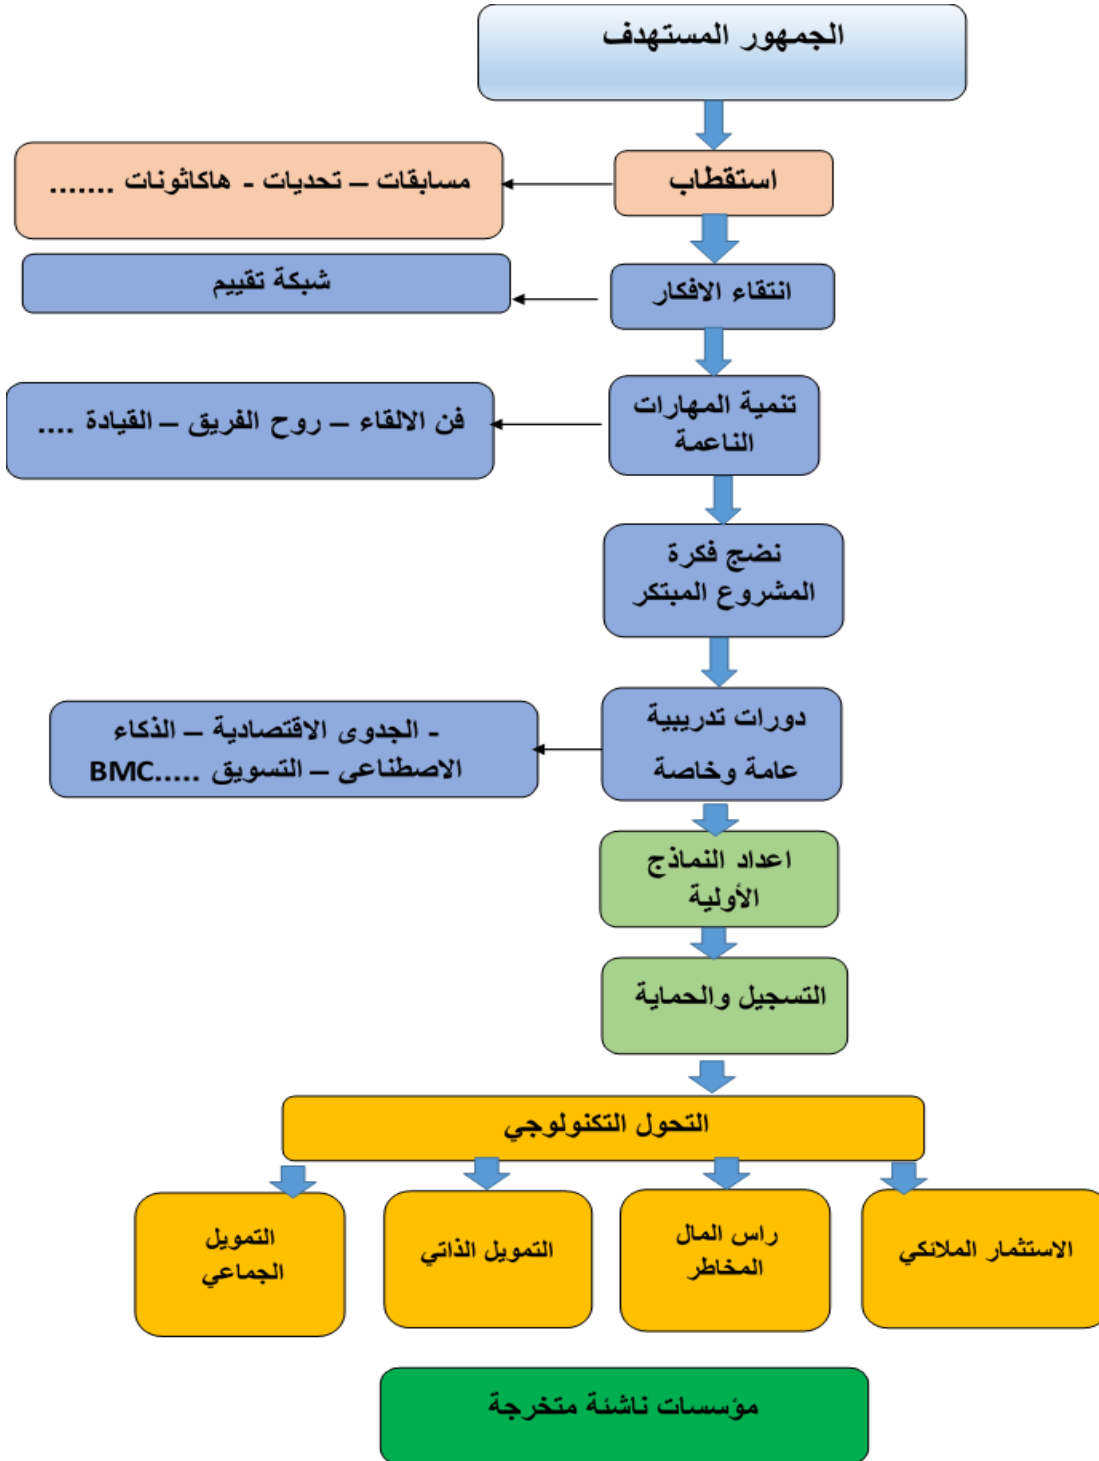 الجمهور المستهدف
استقطاب
مسابقات – تحديات - هاكاثونات .......
انتقاء الافكار
شبكة تقييم
تنمية المهارات
الناعمة
فن الالقاء – روح الفريق – القيادة ....
نضج فكرة
المشروع المبتكر
دورات تدريبية
عامة وخاصة
- الجدوى الاقتصادية – الذكاء
الاصطناعى – التسويق .....BMC
اعداد النماذج
الأولية
التسجيل والحماية
التحول التكنولوجي
الاستثمار الملائكي
راس المال
المخاطر
التمويل الذاتي
التمويل
الجماعي
مؤسسات ناشئة متخرجة